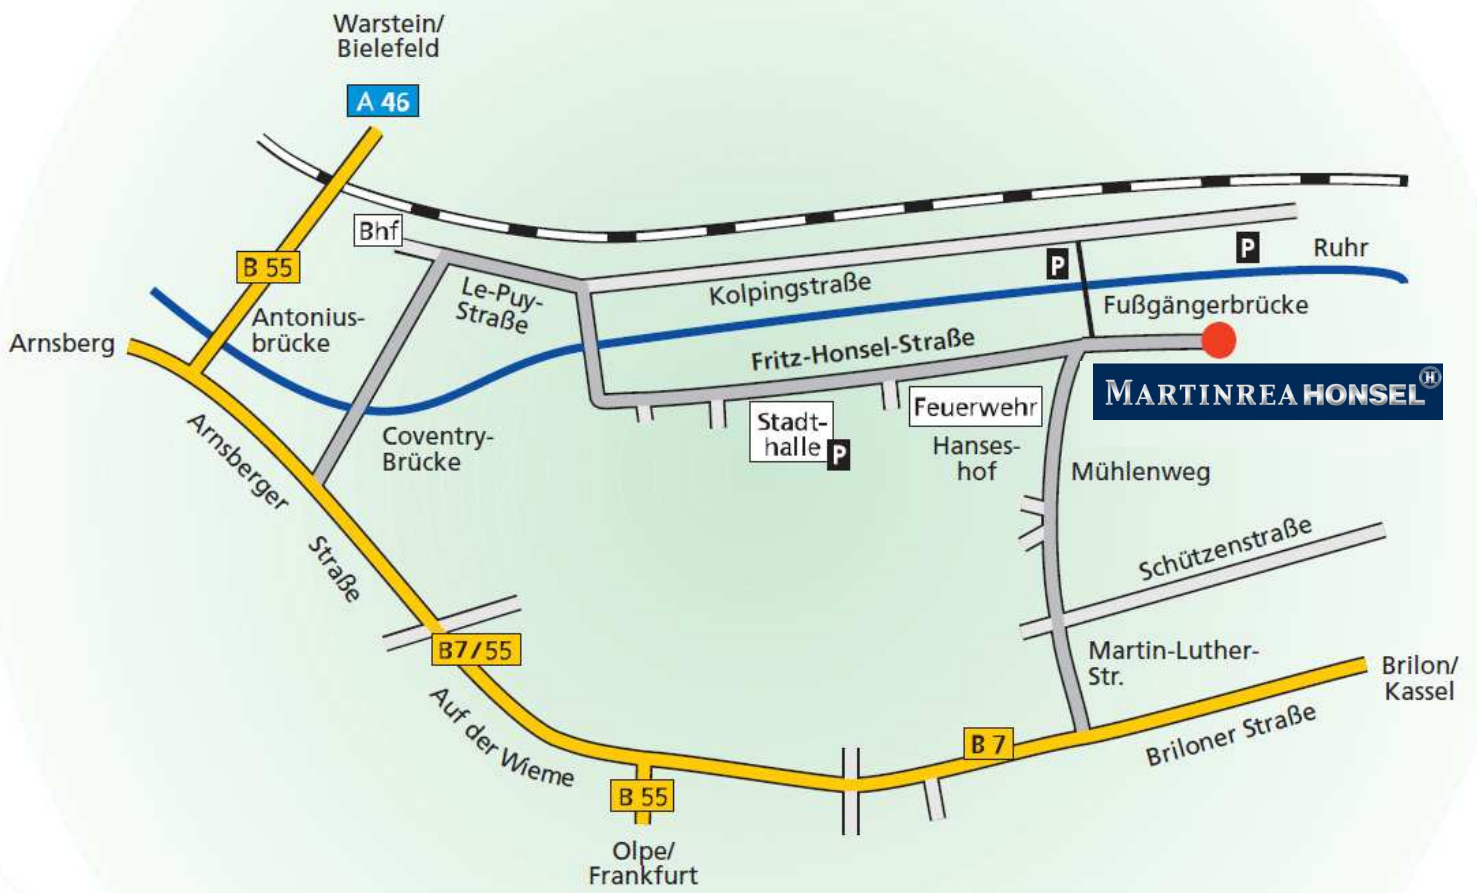 Warstein/
Bielefeld
A 46
Bhf
B 55
P
P
Ruhr
Le-Puy-
Straße
Kolpingstraße
Fußgängerbrücke
Antonius-
brücke
Arnsberg
Fritz-Honsel-Straße
MARTINREA HONSEL H
Stadt-
halle P
Feuerwehr
Hanses-
hof
Coventry-
Brücke
Mühlenweg
Arnsberger
Straße
Schützenstraße
B7/55
Martin-Luther-
Str.
Brilon/
Kassel
Auf der Wieme
B 7
Briloner Straße
B 55
Olpe/
Frankfurt